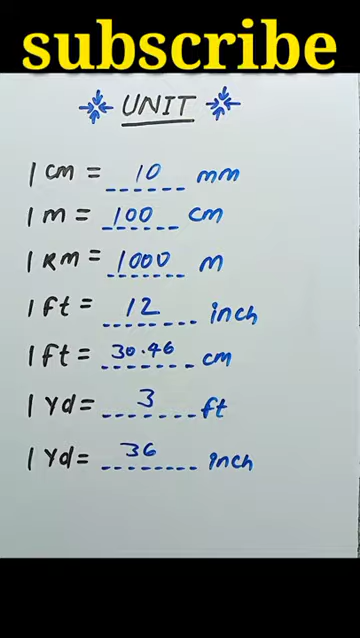 subscribe
UNIT
1 cm = 10 mm
1 m = 100 cm
1 km = 1000 m
1 ft = 12 inch
1 ft = 30.46 cm
1 Yd = 3 ft
1 Yd = 36 inch